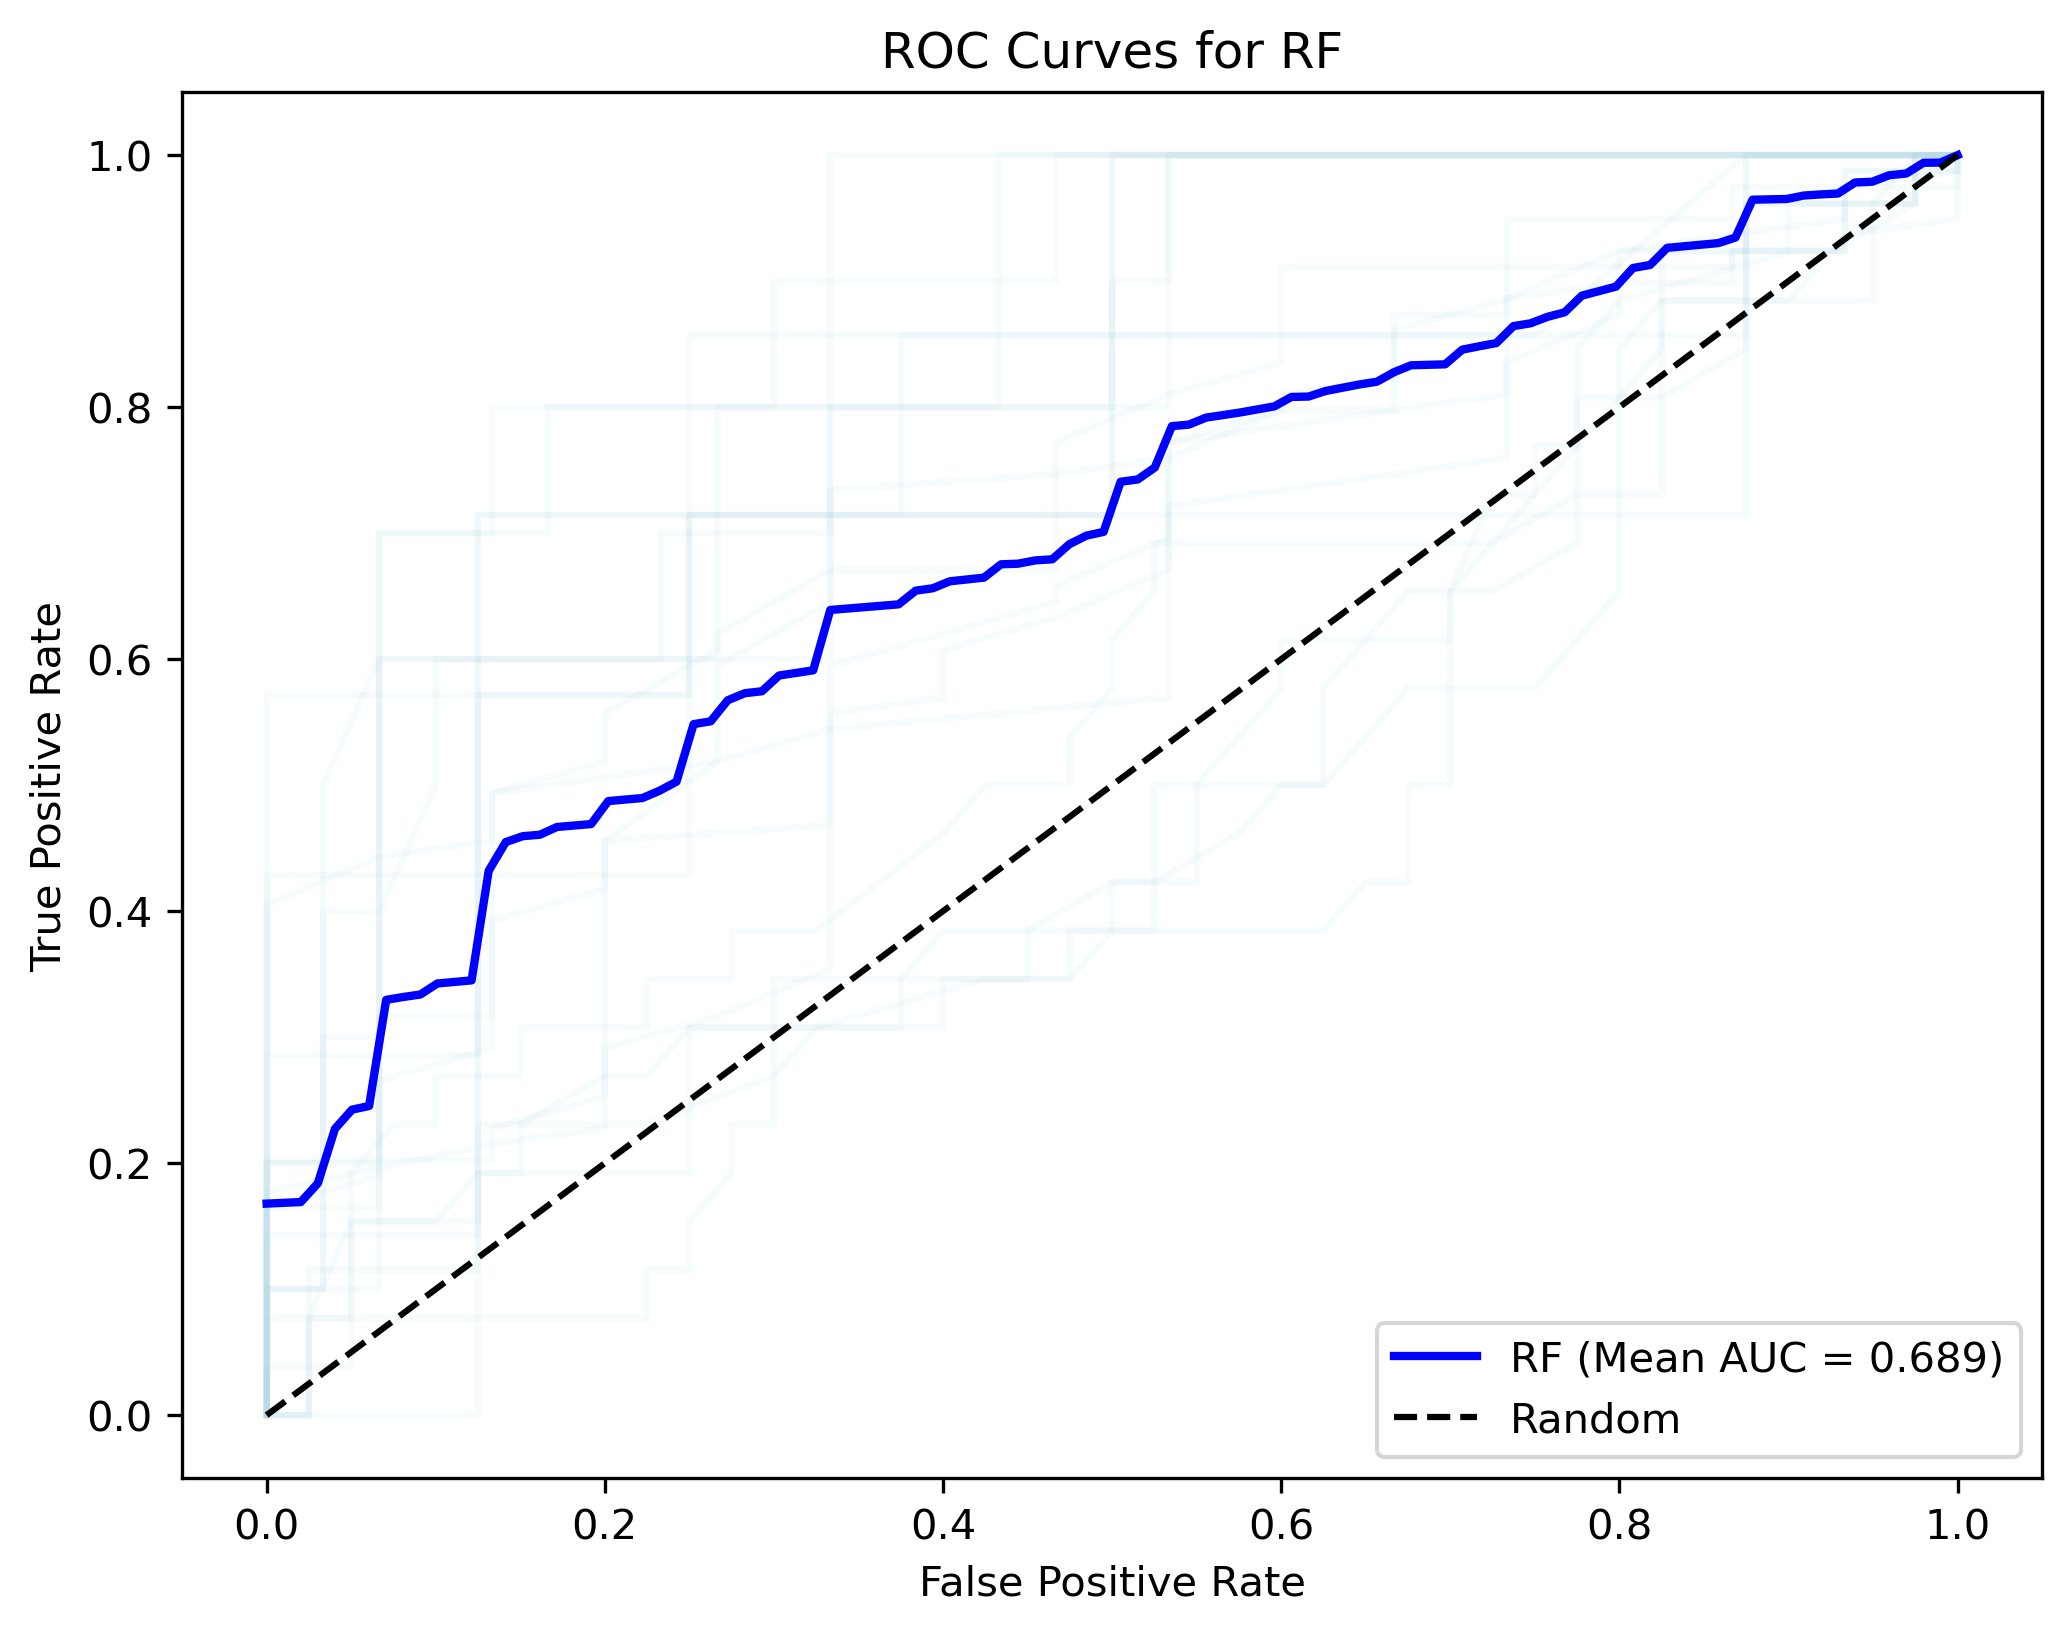 ROC Curves for RF
1.0
0.8
0.6
0.4
0.2
0.0
True Positive Rate
RF (Mean AUC = 0.689)
Random
0.0 0.2 0.4 0.6 0.8 1.0
False Positive Rate